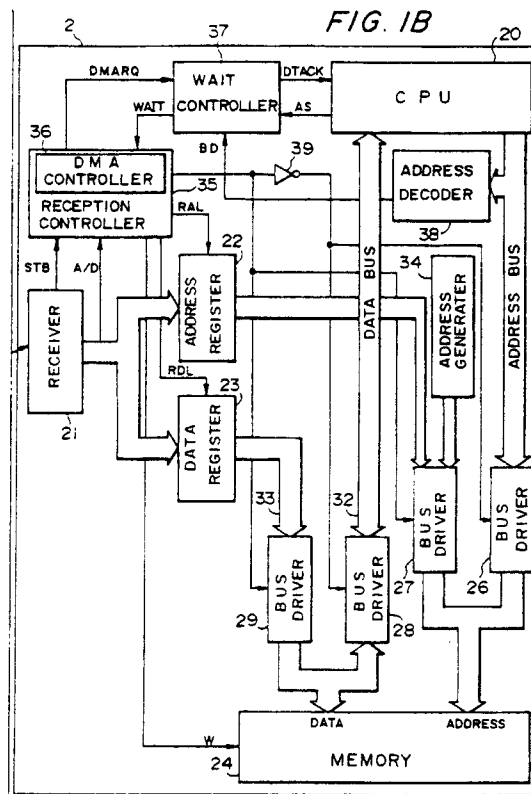 FIG. 1B
2
37
20
DMARQ
WAIT
CONTROLLER
DTACK
CPU
WAIT
AS
36
DMA
CONTROLLER
RECEPTION
CONTROLLER
35
BD
39
ADDRESS
DECODER
38
RAL
STB
A/D
22
ADDRESS
REGISTER
34
ADDRESS
GENERATER
DATA BUS
ADDRESS BUS
RECEIVER
21
RDL
23
DATA
REGISTER
33
32
BUS
DRIVER
29
BUS
DRIVER
28
BUS
DRIVER
27
BUS
DRIVER
26
DATA
ADDRESS
W
MEMORY
24